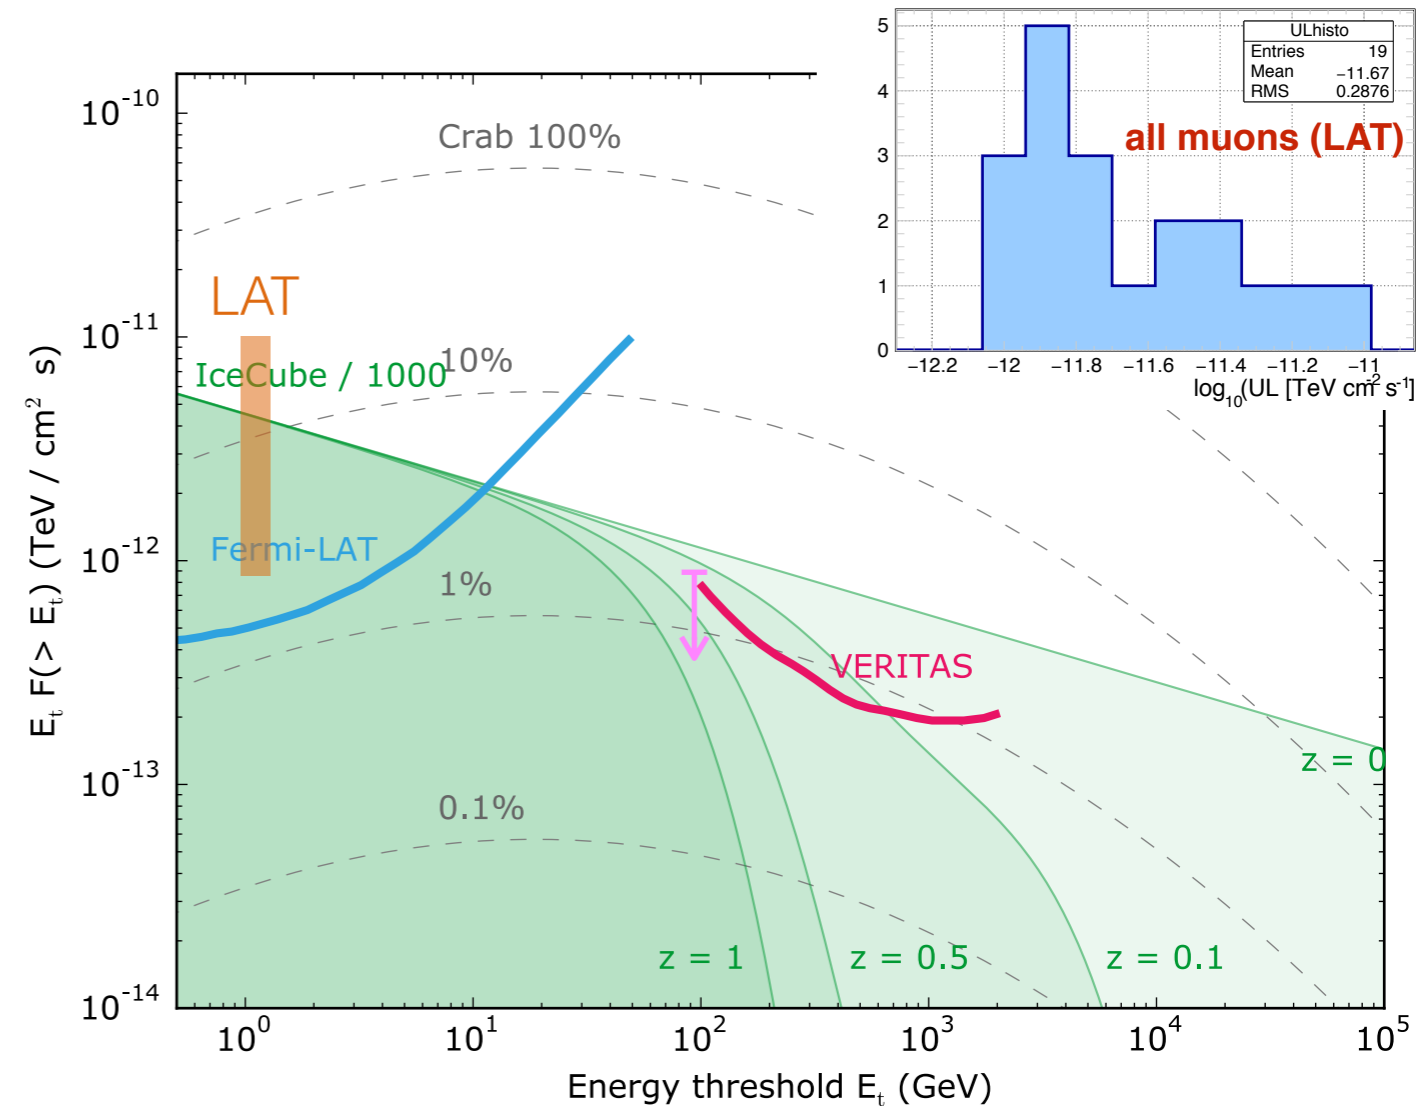 ULhisto
Entries 19
Mean −11.67
RMS 0.2876
all muons (LAT)
5
4
3
2
1
0
−12.2 −12 −11.8 −11.6 −11.4 −11.2 −11
log₁₀(UL [TeV cm⁻² s⁻¹]
10⁻¹⁰
10⁻¹¹
10⁻¹²
10⁻¹³
10⁻¹⁴
E_t F(> E_t) (TeV / cm² s)
Crab 100%
LAT
10%
IceCube / 1000
Fermi-LAT
1%
VERITAS
z = 0
0.1%
z = 1 z = 0.5 z = 0.1
10⁰ 10¹ 10² 10³ 10⁴ 10⁵
Energy threshold E_t (GeV)